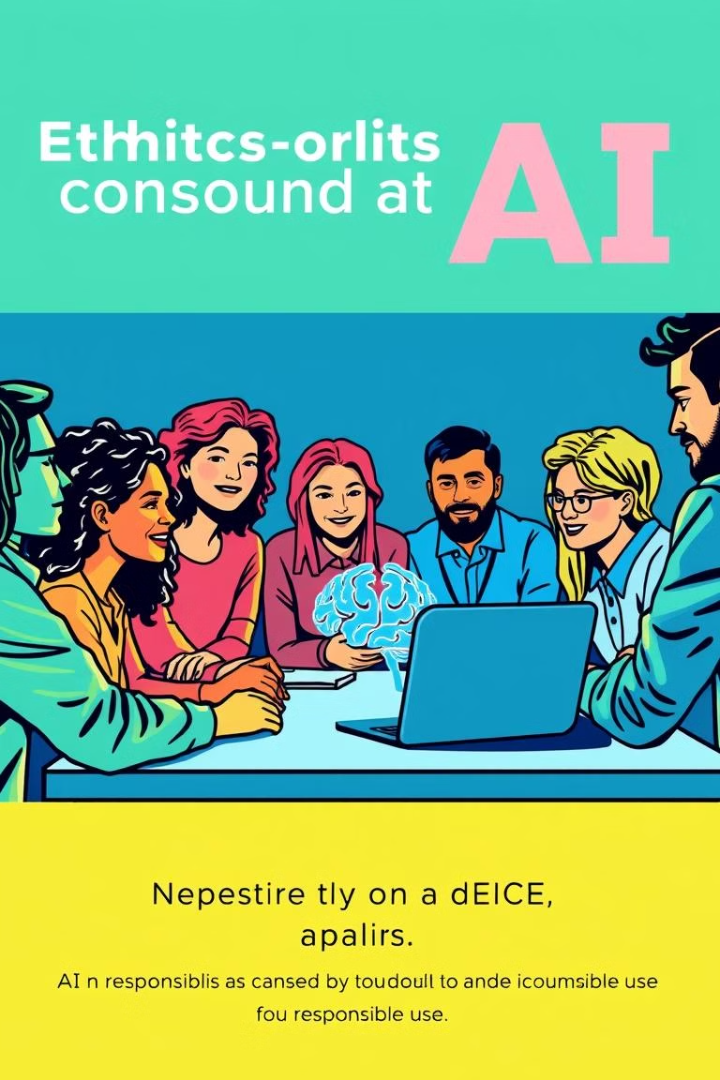 Ethhitcs-orlits
consound at AI
Nepestire tly on a dEICE,
apalirs.
AI n responsiblis as cansed by toudoull to ande icoumsible use
fou responsible use.